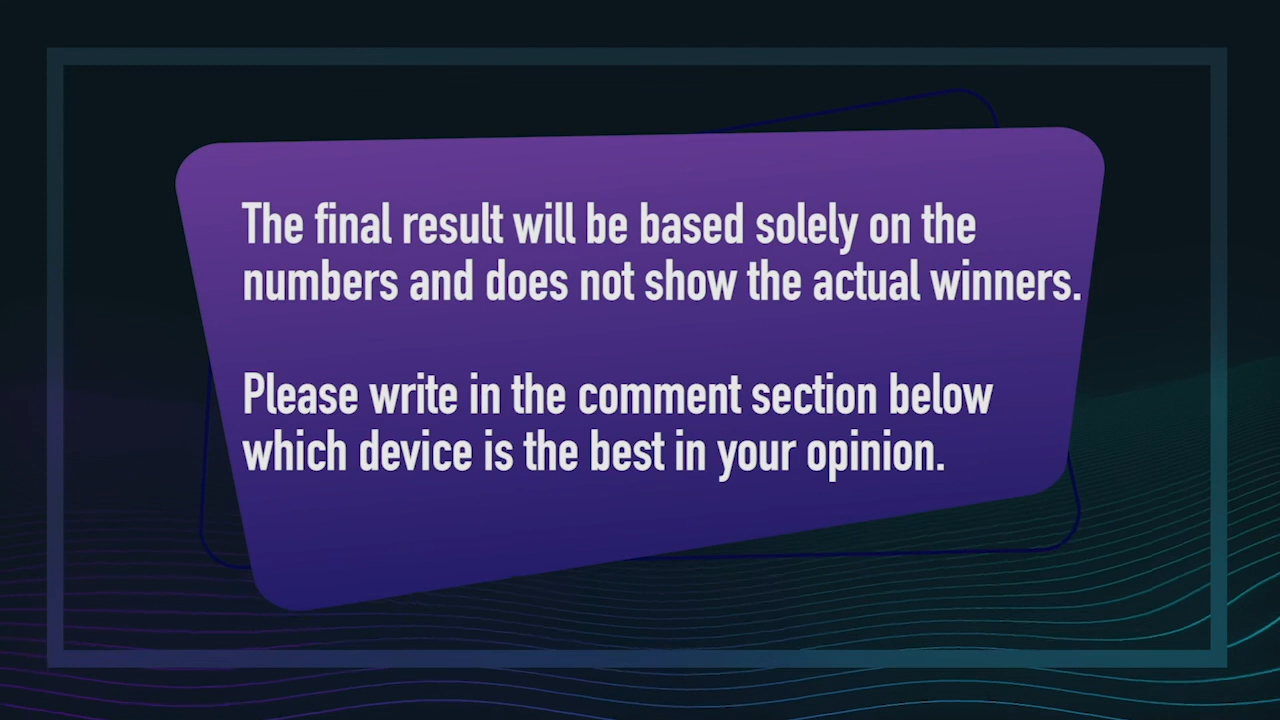 The final result will be based solely on the
numbers and does not show the actual winners.
Please write in the comment section below
which device is the best in your opinion.